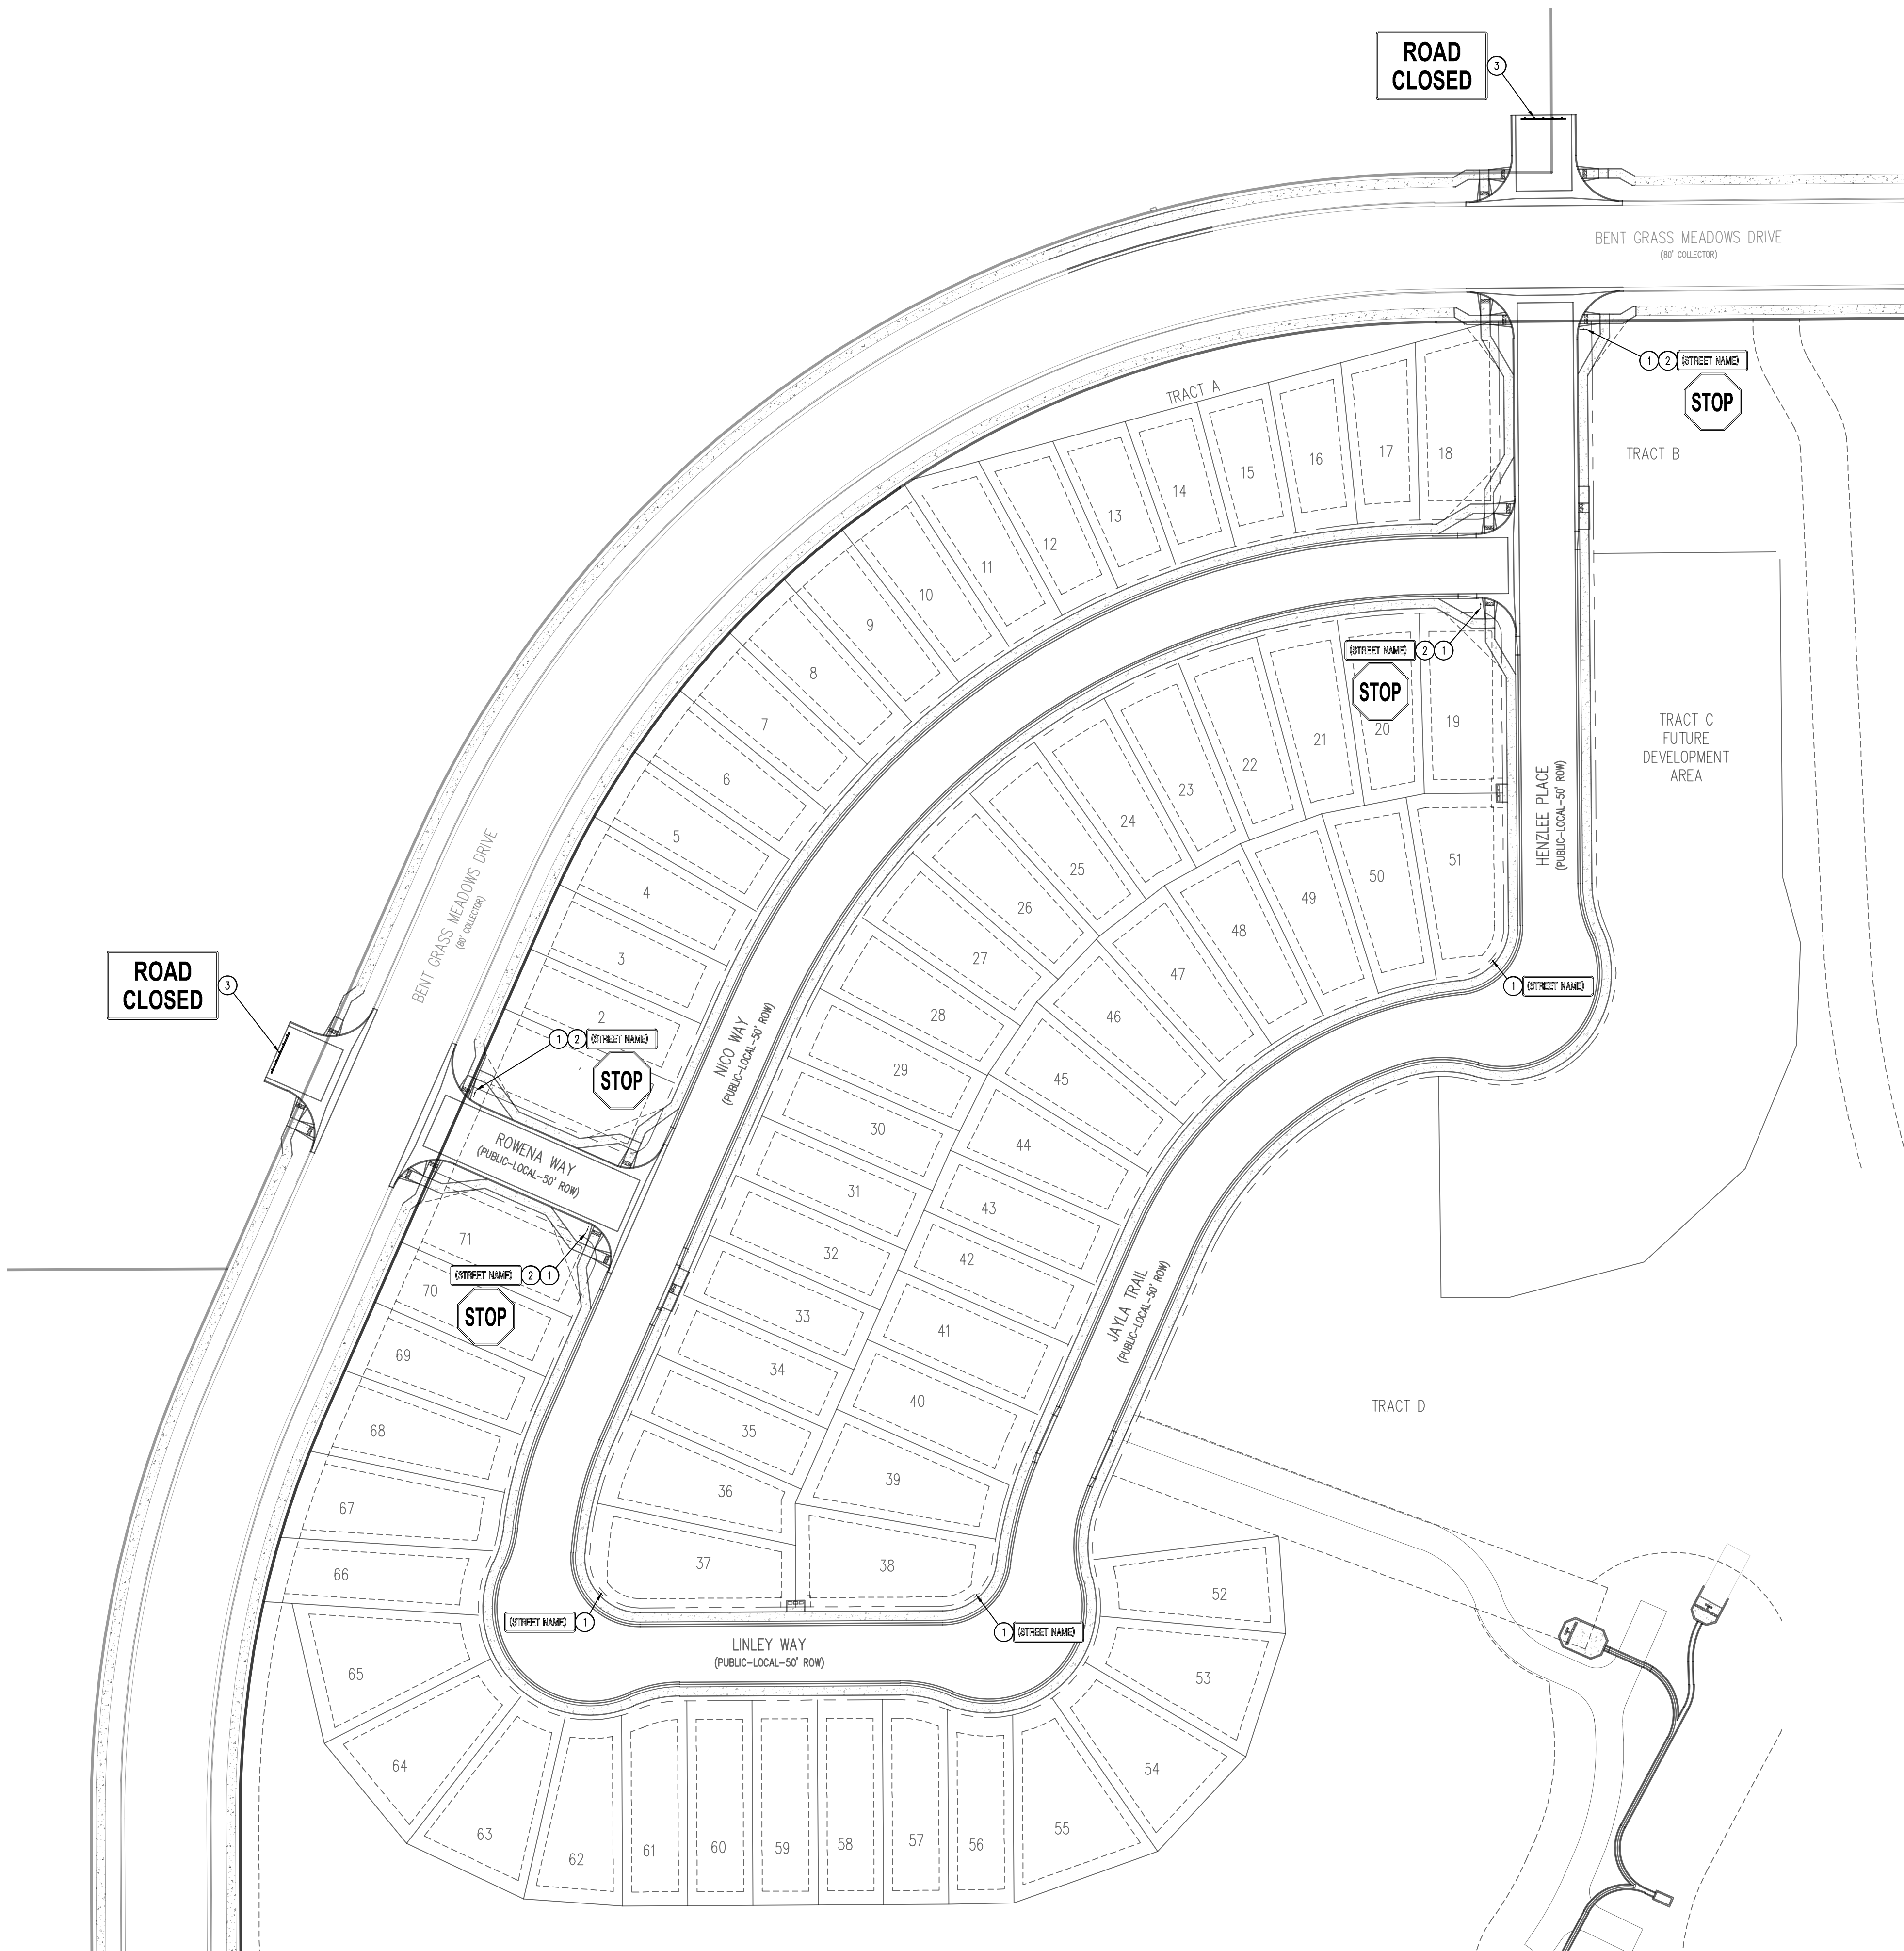 ROAD
CLOSED
3
BENT GRASS MEADOWS DRIVE
(80' COLLECTOR)
1 2 (STREET NAME)
STOP
TRACT A
TRACT B
18
17
16
15
14
13
12
11
10
9
8
7
6
5
4
3
2
1
(STREET NAME) 2 1
STOP
19
20
21
22
23
24
25
26
27
28
29
30
31
32
33
34
35
36
37
TRACT C
FUTURE
DEVELOPMENT
AREA
HENZLEE PLACE
(PUBLIC-LOCAL-50' ROW)
51
50
49
48
47
46
45
44
43
42
41
40
39
38
1 (STREET NAME)
BENT GRASS MEADOWS DRIVE
(80' COLLECTOR)
ROAD
CLOSED
3
1 2 (STREET NAME)
STOP
NICO WAY
(PUBLIC-LOCAL-50' ROW)
ROWENA WAY
(PUBLIC-LOCAL-50' ROW)
(STREET NAME) 2 1
STOP
JAYLA TRAIL
(PUBLIC-LOCAL-50' ROW)
TRACT D
71
70
69
68
67
66
65
64
63
62
61
60
59
58
57
56
55
54
53
52
(STREET NAME) 1
1 (STREET NAME)
LINLEY WAY
(PUBLIC-LOCAL-50' ROW)